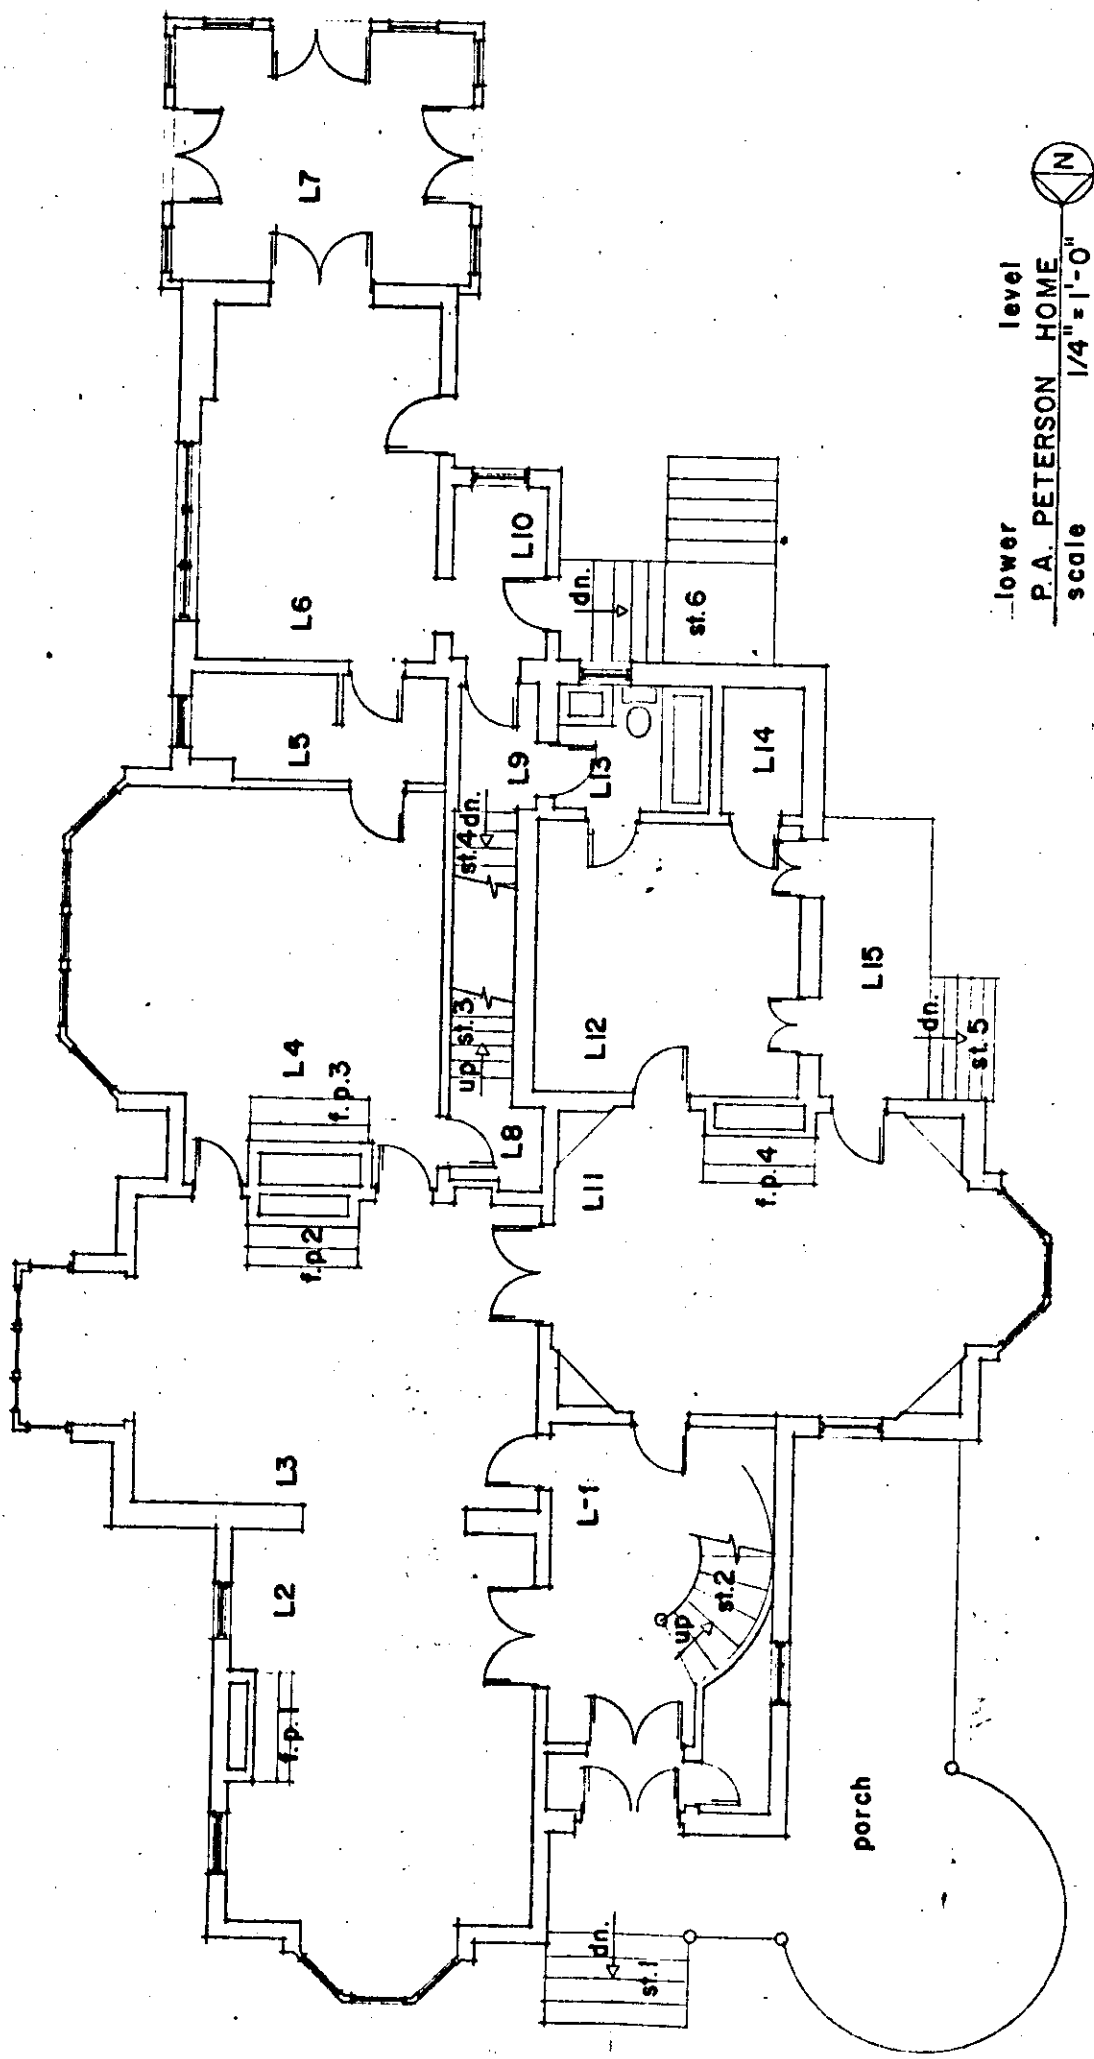 L7
L6
L5
L10
dn.
st.6
L9
L13
L14
st.4
dn.
L4
f.p.3
up
st.3
L12
L15
dn.
st.5
L8
L11
f.p.4
f.p.2
L3
L-1
L2
f.p.1
up
st.2
porch
dn.
st.1
lower level
P.A. PETERSON HOME
scale 1/4"=1'-0"
N